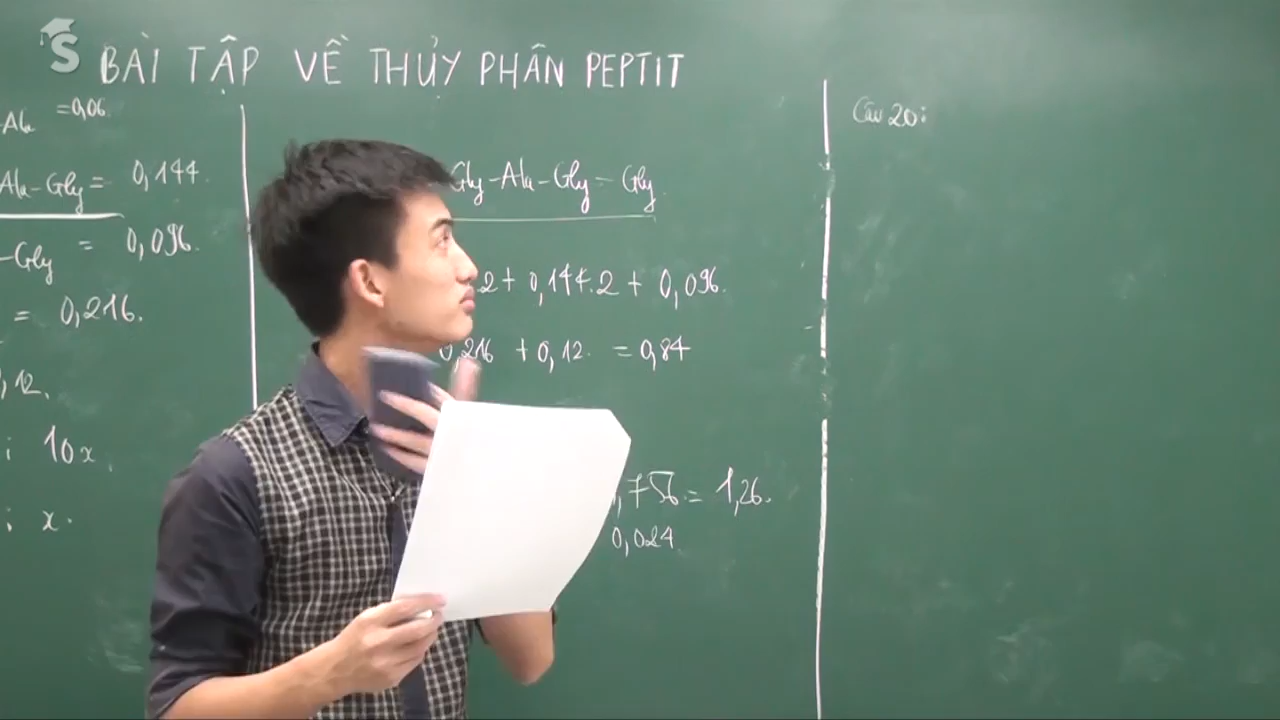 BÀI TẬP VỀ THỦY PHÂN PEPTIT
-Ala = 0,06
Ala-Gly = 0,144.
-Gly = 0,096.
= 0,216.
,12.
; 10x.
; x.
Gly-Ala-Gly-Gly
2 + 0,144.2 + 0,096.
0,216 + 0,12. = 0,84
,756. = 1,26.
0,024.
Câu 20: